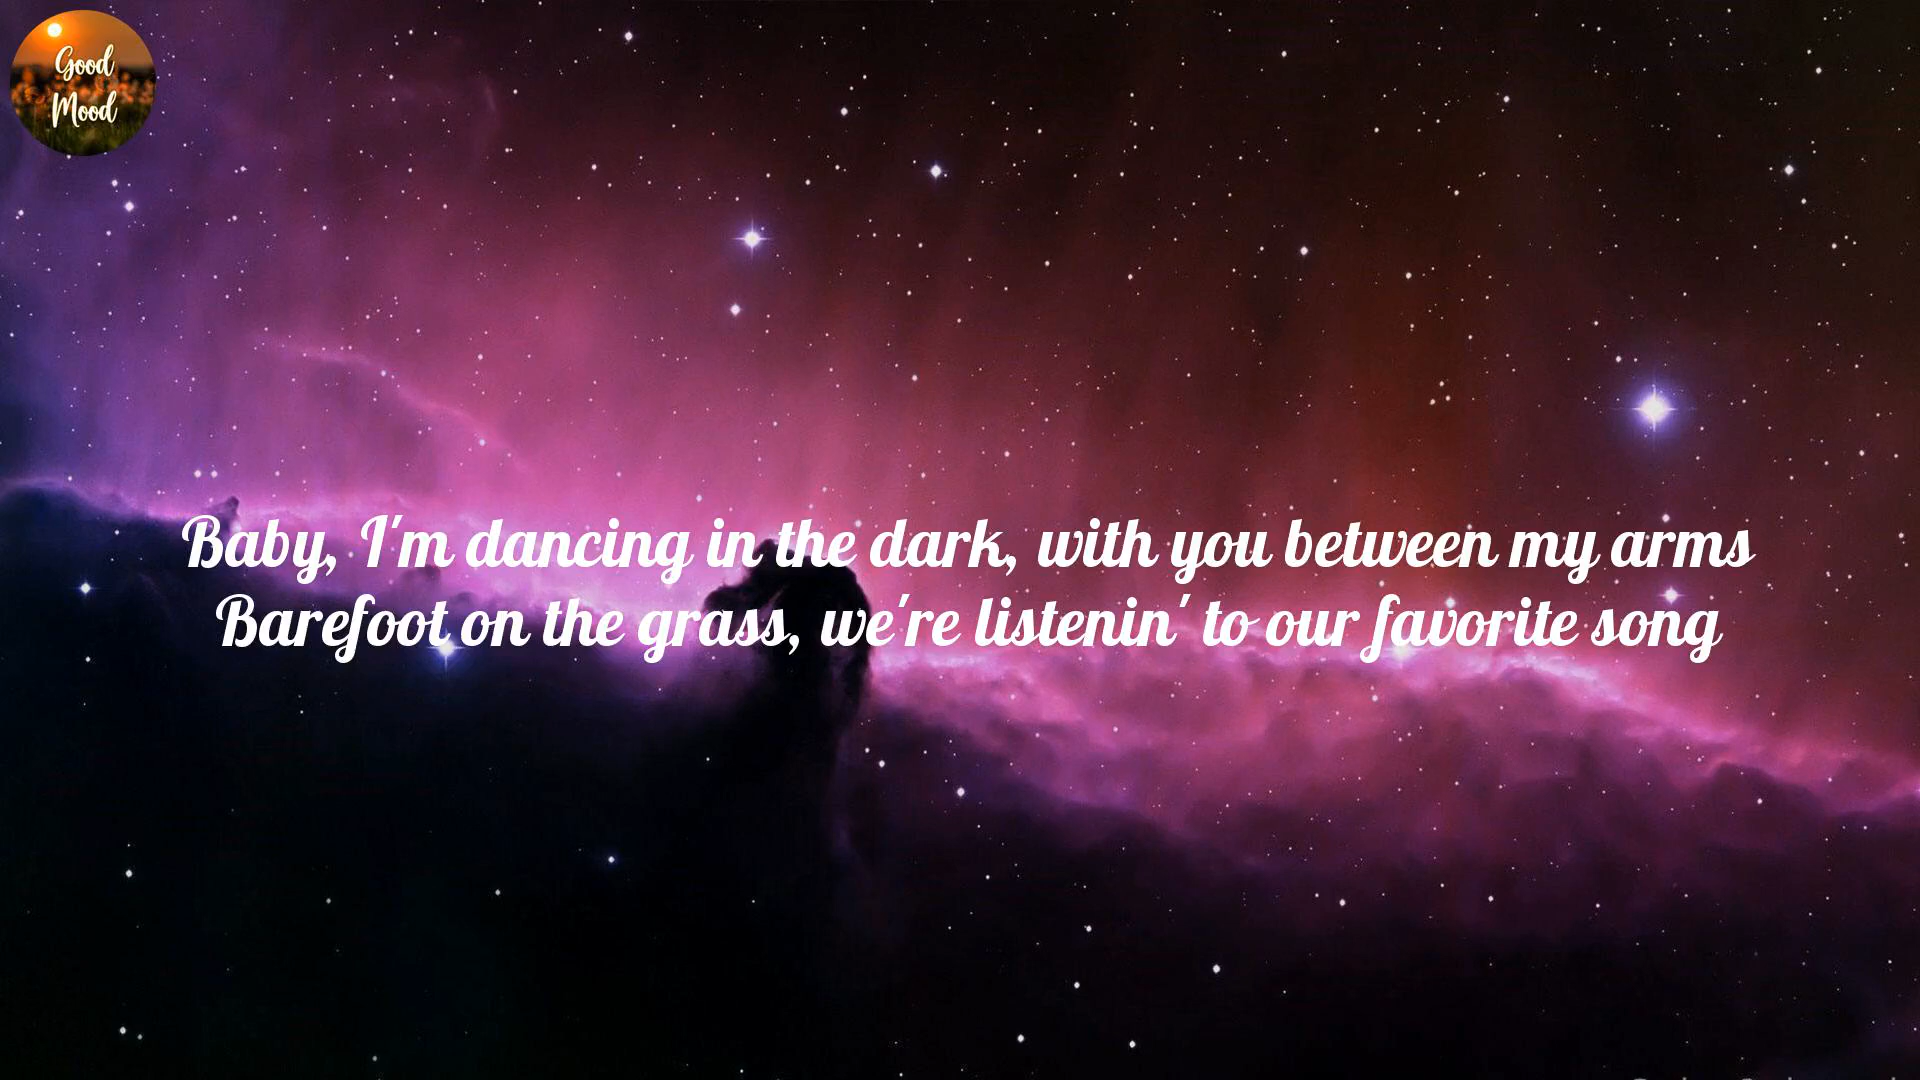 Good
Mood
Baby, I'm dancing in the dark, with you between my arms
Barefoot on the grass, we're listenin' to our favorite song